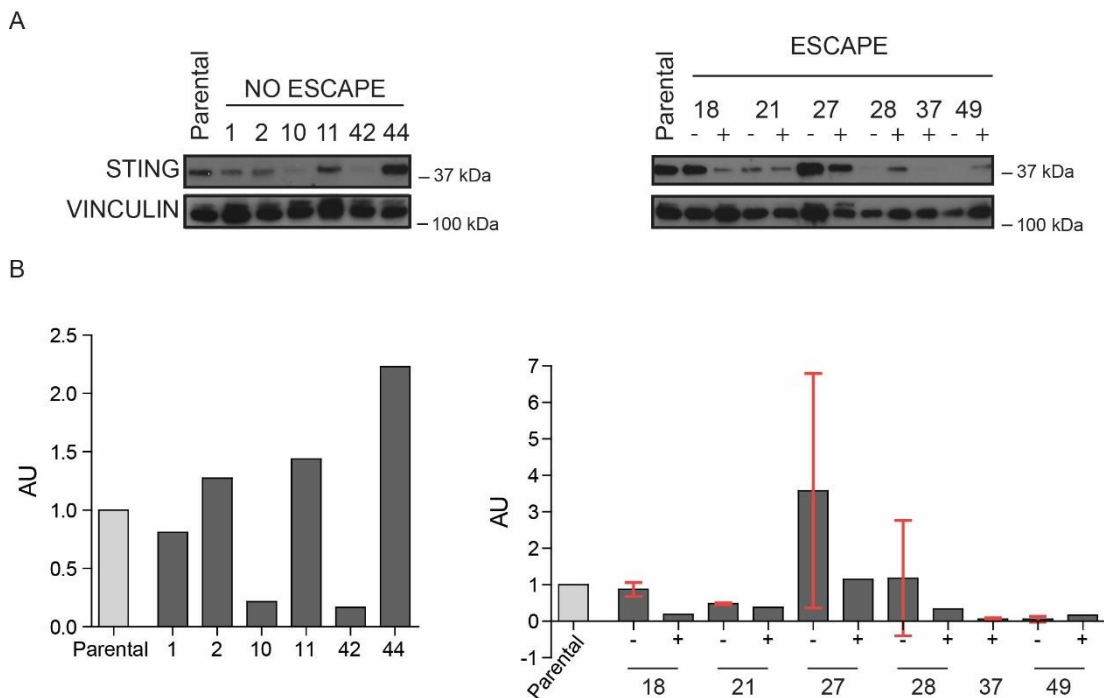 A
Parental
NO ESCAPE
1 2 10 11 42 44
STING
– 37 kDa
VINCULIN
– 100 kDa
Parental
ESCAPE
18 21 27 28 37 49
- + - + - + - + - + - +
– 37 kDa
– 100 kDa
B
AU
2.5
2.0
1.5
1.0
0.5
0.0
Parental 1 2 10 11 42 44
AU
7
6
5
4
3
2
1
0
-1
Parental
- + - + - + - + + - +
18 21 27 28 37 49